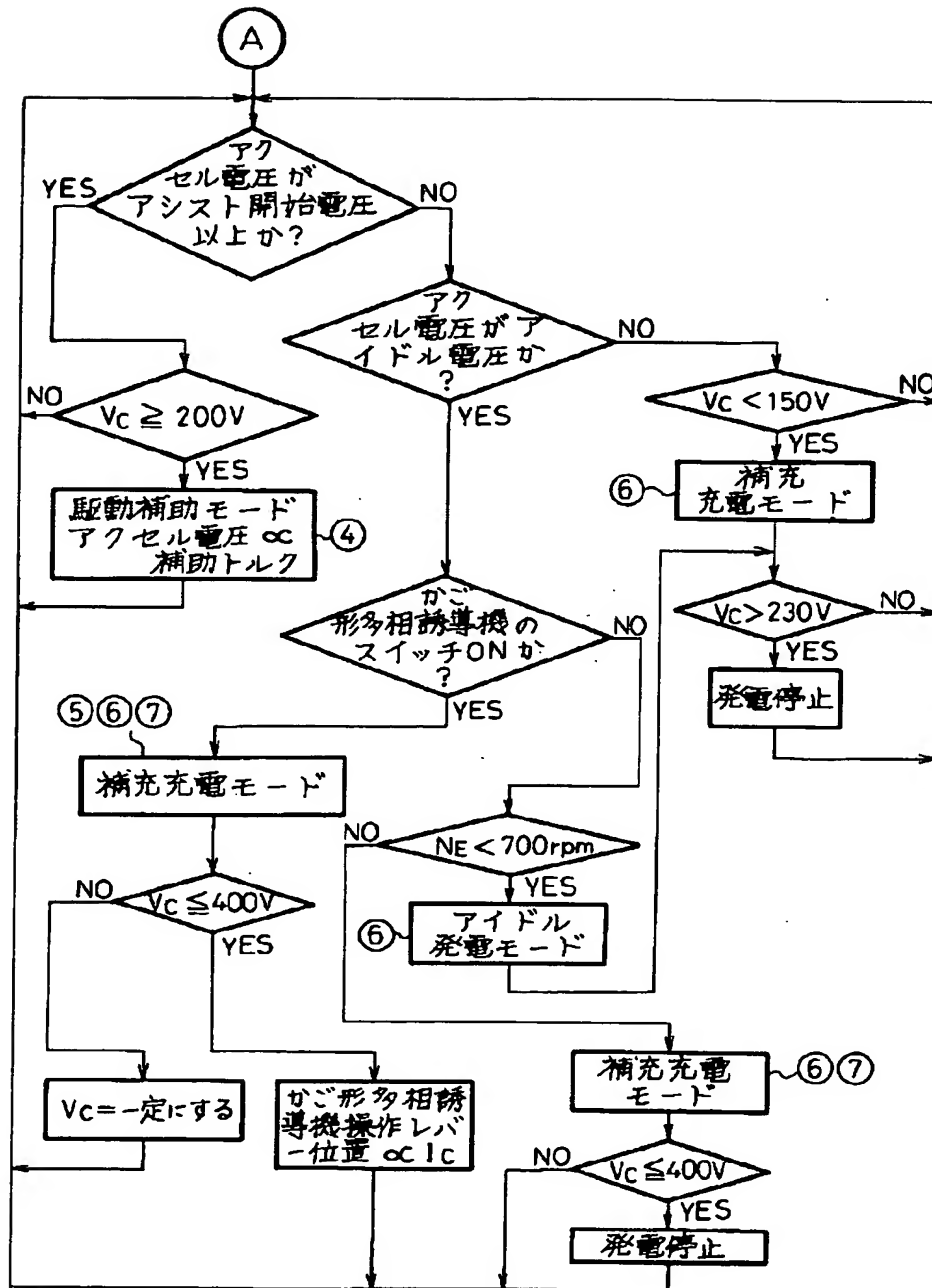 A
アク
セル電圧が
アシスト開始電圧
以上か?
YES
NO
アク
セル電圧がア
イドル電圧か
?
NO
YES
VC ≧ 200V
NO
YES
VC < 150V
NO
YES
駆動補助モード
アクセル電圧 ∝
補助トルク
④
⑥
補充
充電モード
VC > 230V
NO
YES
発電停止
かご
形多相誘導機の
スイッチONか
?
NO
YES
⑤ ⑥ ⑦
補充充電モード
NE < 700rpm
NO
YES
VC ≦ 400V
NO
YES
⑥
アイドル
発電モード
VC = 一定にする
かご形多相誘
導機操作レバ
ー位置 ∝ IC
補充充電
モード
⑥ ⑦
VC ≦ 400V
NO
YES
発電停止